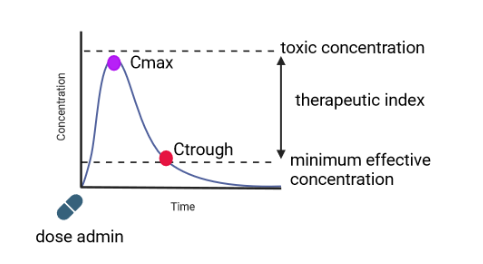 toxic concentration
Cmax
therapeutic index
Concentration
Ctrough
minimum effective
concentration
Time
dose admin